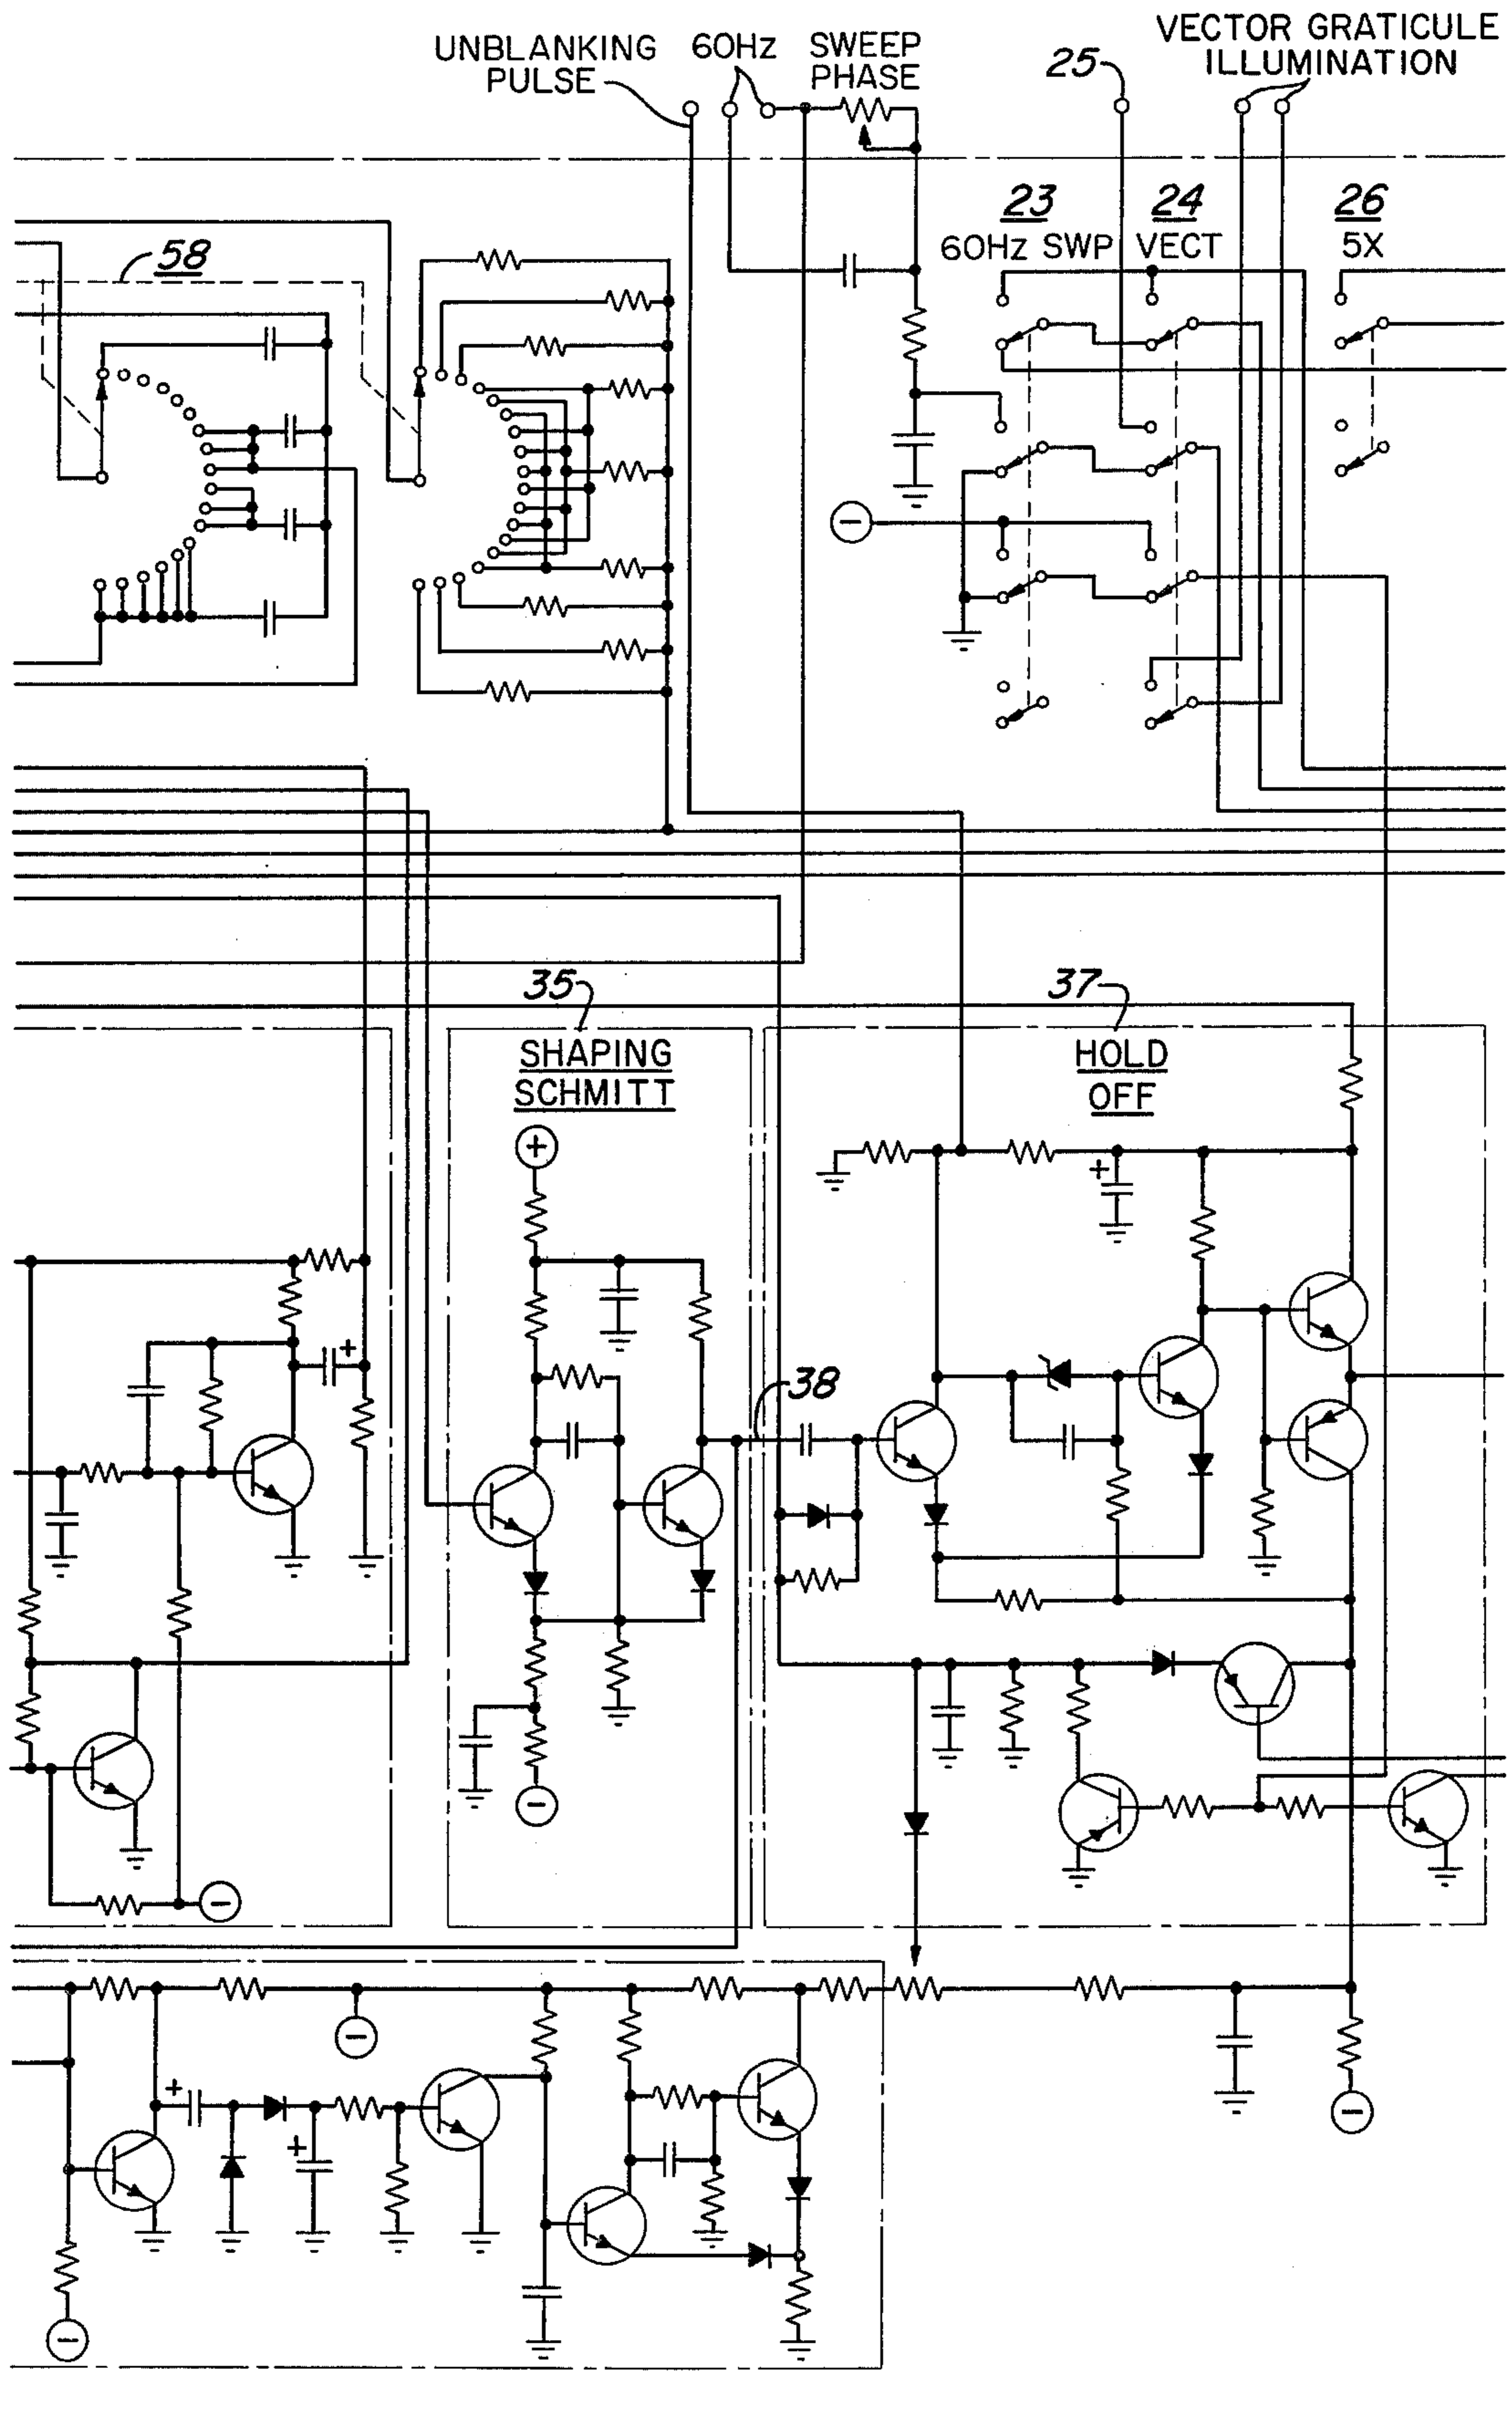 VECTOR GRATICULE
ILLUMINATION
UNBLANKING
PULSE
60Hz
SWEEP
PHASE
25
58
23
60Hz SWP
24
VECT
26
5X
35
SHAPING
SCHMITT
37
HOLD
OFF
38